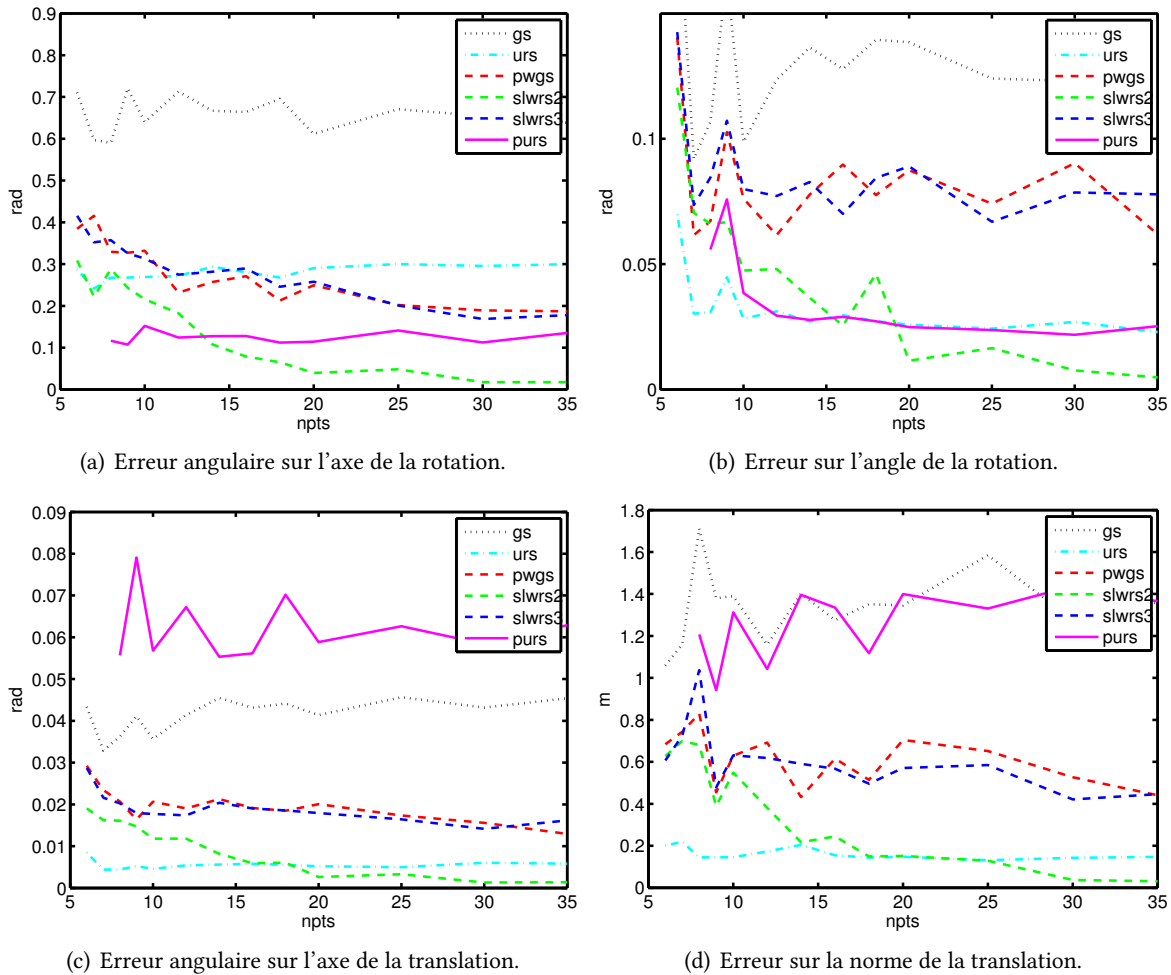 0.9
0.8
0.7
0.6
0.5
0.4
0.3
0.2
0.1
0
rad
5 10 15 20 25 30 35
npts
gs
urs
pwgs
slwrs2
slwrs3
purs
(a) Erreur angulaire sur l'axe de la rotation.
0.1
0.05
0
rad
5 10 15 20 25 30 35
npts
gs
urs
pwgs
slwrs2
slwrs3
purs
(b) Erreur sur l'angle de la rotation.
0.09
0.08
0.07
0.06
0.05
0.04
0.03
0.02
0.01
0
rad
5 10 15 20 25 30 35
npts
gs
urs
pwgs
slwrs2
slwrs3
purs
(c) Erreur angulaire sur l'axe de la translation.
1.8
1.6
1.4
1.2
1
0.8
0.6
0.4
0.2
0
m
5 10 15 20 25 30 35
npts
gs
urs
pwgs
slwrs2
slwrs3
purs
(d) Erreur sur la norme de la translation.